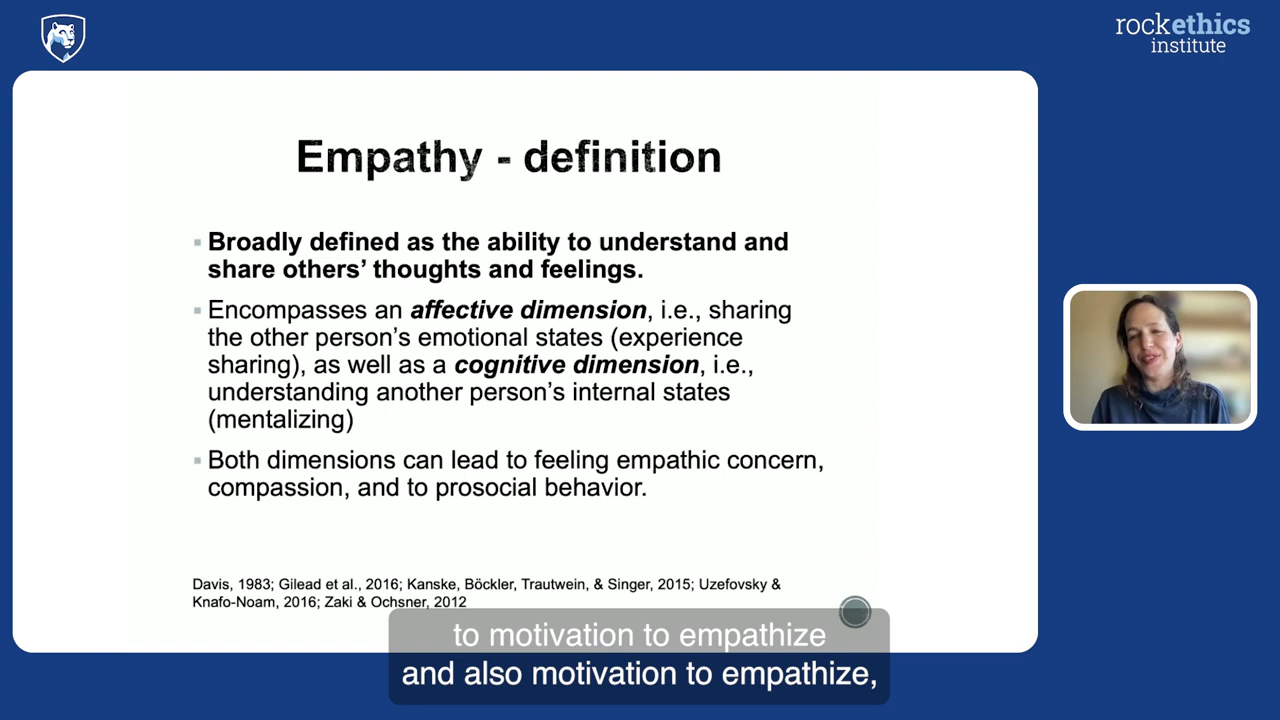 rockethics
institute
Empathy - definition
Broadly defined as the ability to understand and
share others’ thoughts and feelings.
Encompasses an affective dimension, i.e., sharing
the other person’s emotional states (experience
sharing), as well as a cognitive dimension, i.e.,
understanding another person’s internal states
(mentalizing)
Both dimensions can lead to feeling empathic concern,
compassion, and to prosocial behavior.
Davis, 1983; Gilead et al., 2016; Kanske, Böckler, Trautwein, & Singer, 2015; Uzefovsky &
Knafo-Noam, 2016; Zaki & Ochsner, 2012
to motivation to empathize
and also motivation to empathize,